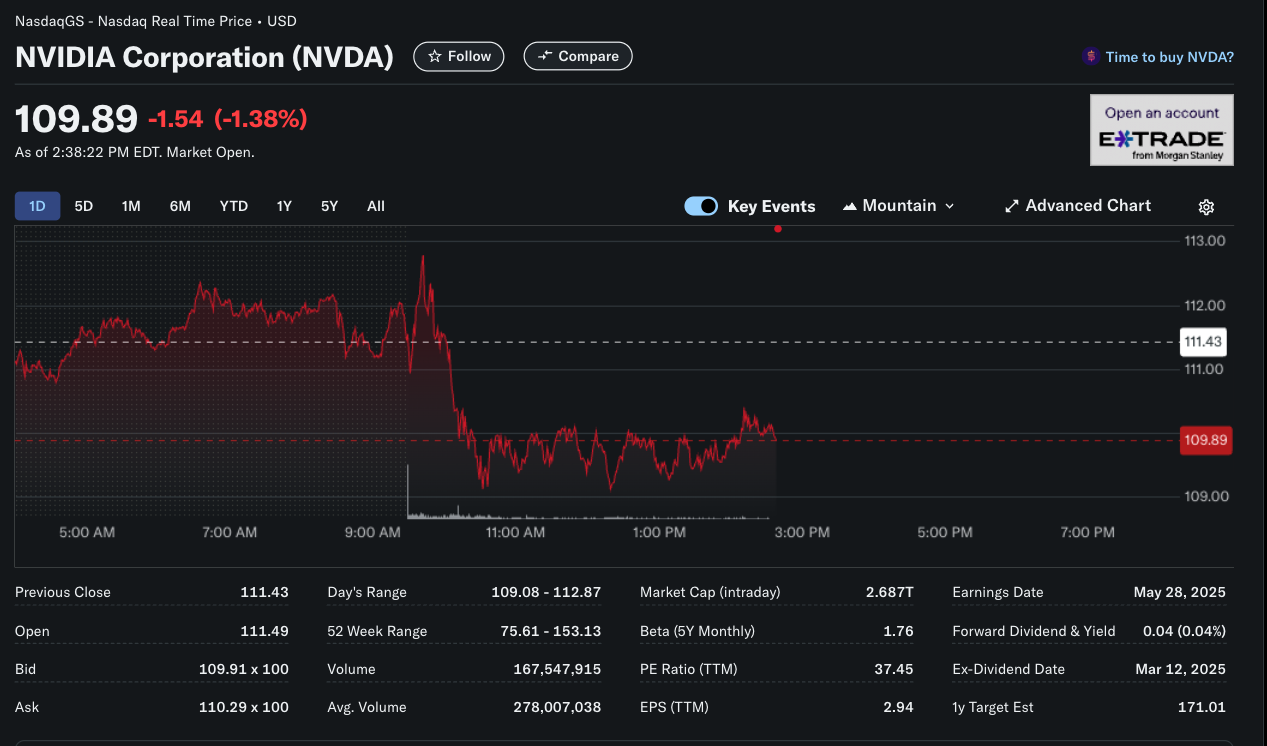 NasdaqGS - Nasdaq Real Time Price • USD
NVIDIA Corporation (NVDA) Follow Compare Time to buy NVDA?
109.89 -1.54 (-1.38%)
As of 2:38:22 PM EDT. Market Open.
Open an account
E*TRADE
from Morgan Stanley
1D 5D 1M 6M YTD 1Y 5Y All Key Events Mountain Advanced Chart
113.00
112.00
111.43
111.00
109.89
109.00
5:00 AM 7:00 AM 9:00 AM 11:00 AM 1:00 PM 3:00 PM 5:00 PM 7:00 PM
Previous Close 111.43 Day's Range 109.08 - 112.87 Market Cap (intraday) 2.687T Earnings Date May 28, 2025
Open 111.49 52 Week Range 75.61 - 153.13 Beta (5Y Monthly) 1.76 Forward Dividend & Yield 0.04 (0.04%)
Bid 109.91 x 100 Volume 167,547,915 PE Ratio (TTM) 37.45 Ex-Dividend Date Mar 12, 2025
Ask 110.29 x 100 Avg. Volume 278,007,038 EPS (TTM) 2.94 1y Target Est 171.01